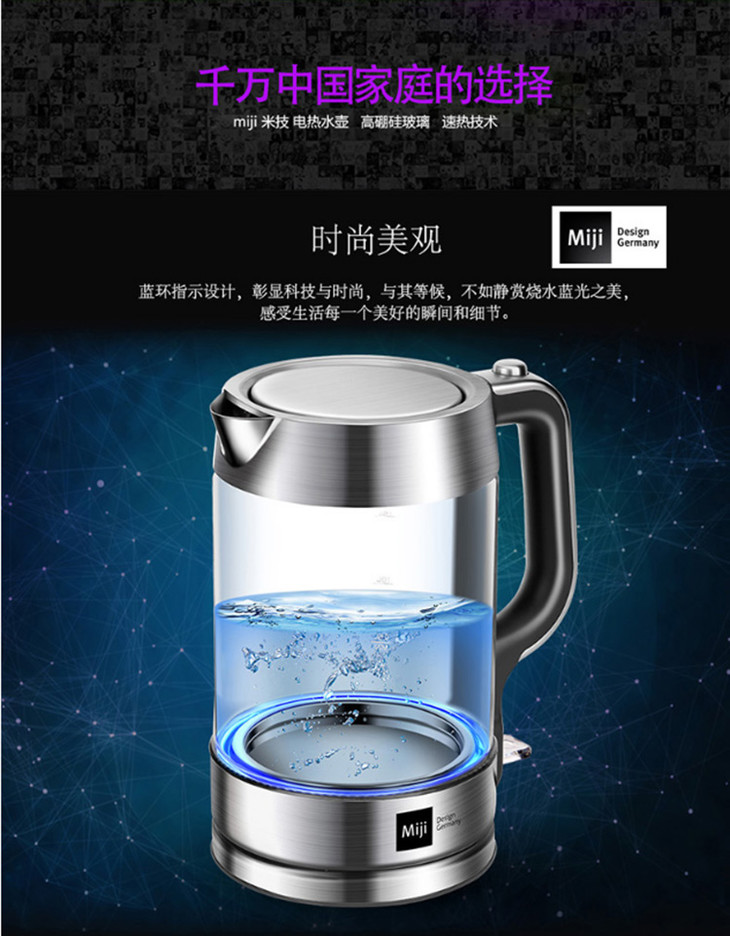 千万中国家庭的选择
miji 米技 电热水壶 高硼硅玻璃 速热技术
时尚美观
Miji Design Germany
蓝环指示设计，彰显科技与时尚，与其等候，不如静赏烧水蓝光之美，
感受生活每一个美好的瞬间和细节。
Miji Design Germany